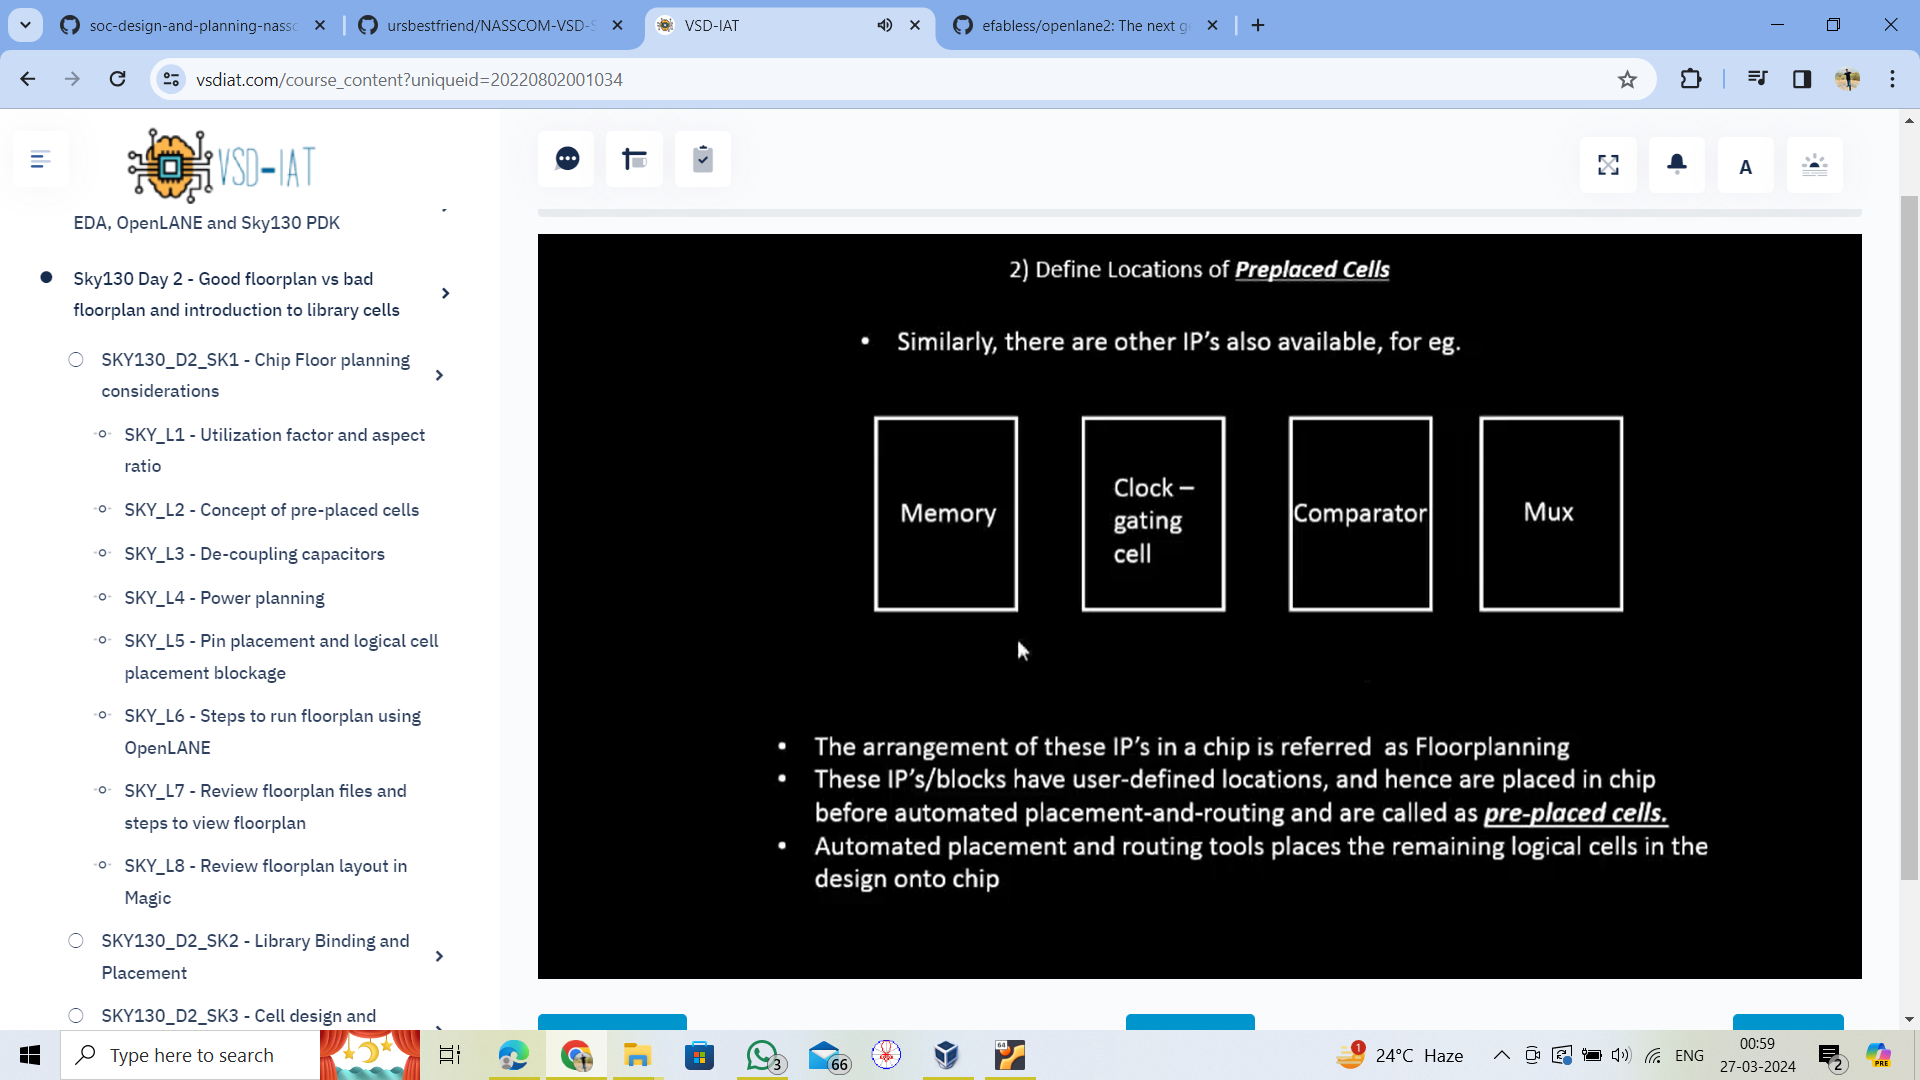 soc-design-and-planning-nassc
ursbestfriend/NASSCOM-VSD-S
VSD-IAT
efabless/openlane2: The next g
vsdiat.com/course_content?uniqueid=20220802001034
VSD-IAT
A
EDA, OpenLANE and Sky130 PDK
Sky130 Day 2 - Good floorplan vs bad
floorplan and introduction to library cells
SKY130_D2_SK1 - Chip Floor planning
considerations
SKY_L1 - Utilization factor and aspect
ratio
SKY_L2 - Concept of pre-placed cells
SKY_L3 - De-coupling capacitors
SKY_L4 - Power planning
SKY_L5 - Pin placement and logical cell
placement blockage
SKY_L6 - Steps to run floorplan using
OpenLANE
SKY_L7 - Review floorplan files and
steps to view floorplan
SKY_L8 - Review floorplan layout in
Magic
SKY130_D2_SK2 - Library Binding and
Placement
SKY130_D2_SK3 - Cell design and
2) Define Locations of Preplaced Cells
• Similarly, there are other IP's also available, for eg.
Memory
Clock –
gating
cell
Comparator
Mux
• The arrangement of these IP's in a chip is referred as Floorplanning
• These IP's/blocks have user-defined locations, and hence are placed in chip
before automated placement-and-routing and are called as pre-placed cells.
• Automated placement and routing tools places the remaining logical cells in the
design onto chip
Type here to search
3
66
64
1
24°C Haze
ENG
00:59
27-03-2024
2
PRE